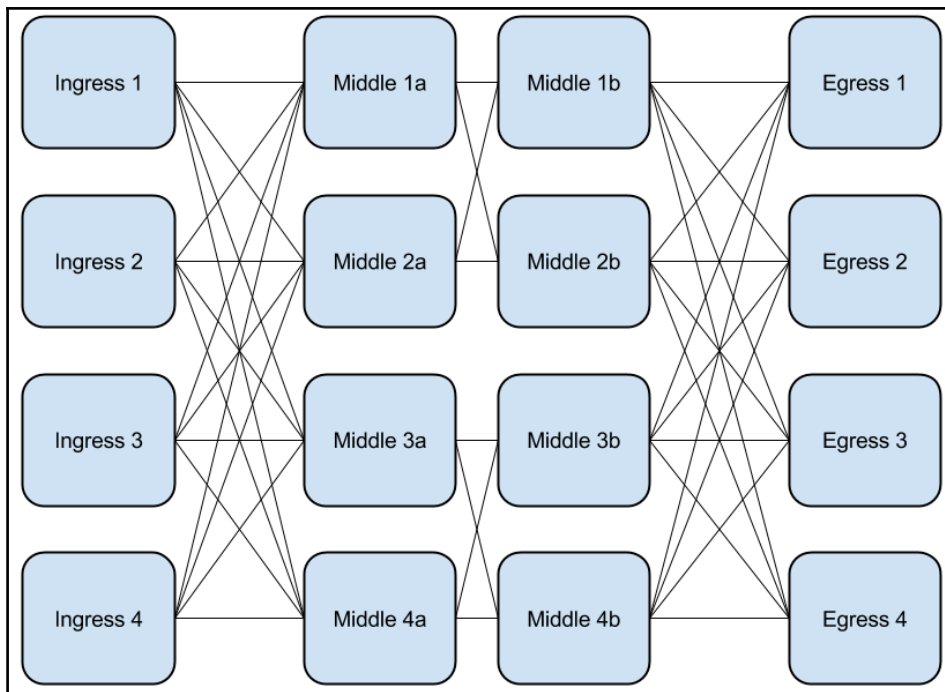 Ingress 1
Middle 1a
Middle 1b
Egress 1
Ingress 2
Middle 2a
Middle 2b
Egress 2
Ingress 3
Middle 3a
Middle 3b
Egress 3
Ingress 4
Middle 4a
Middle 4b
Egress 4